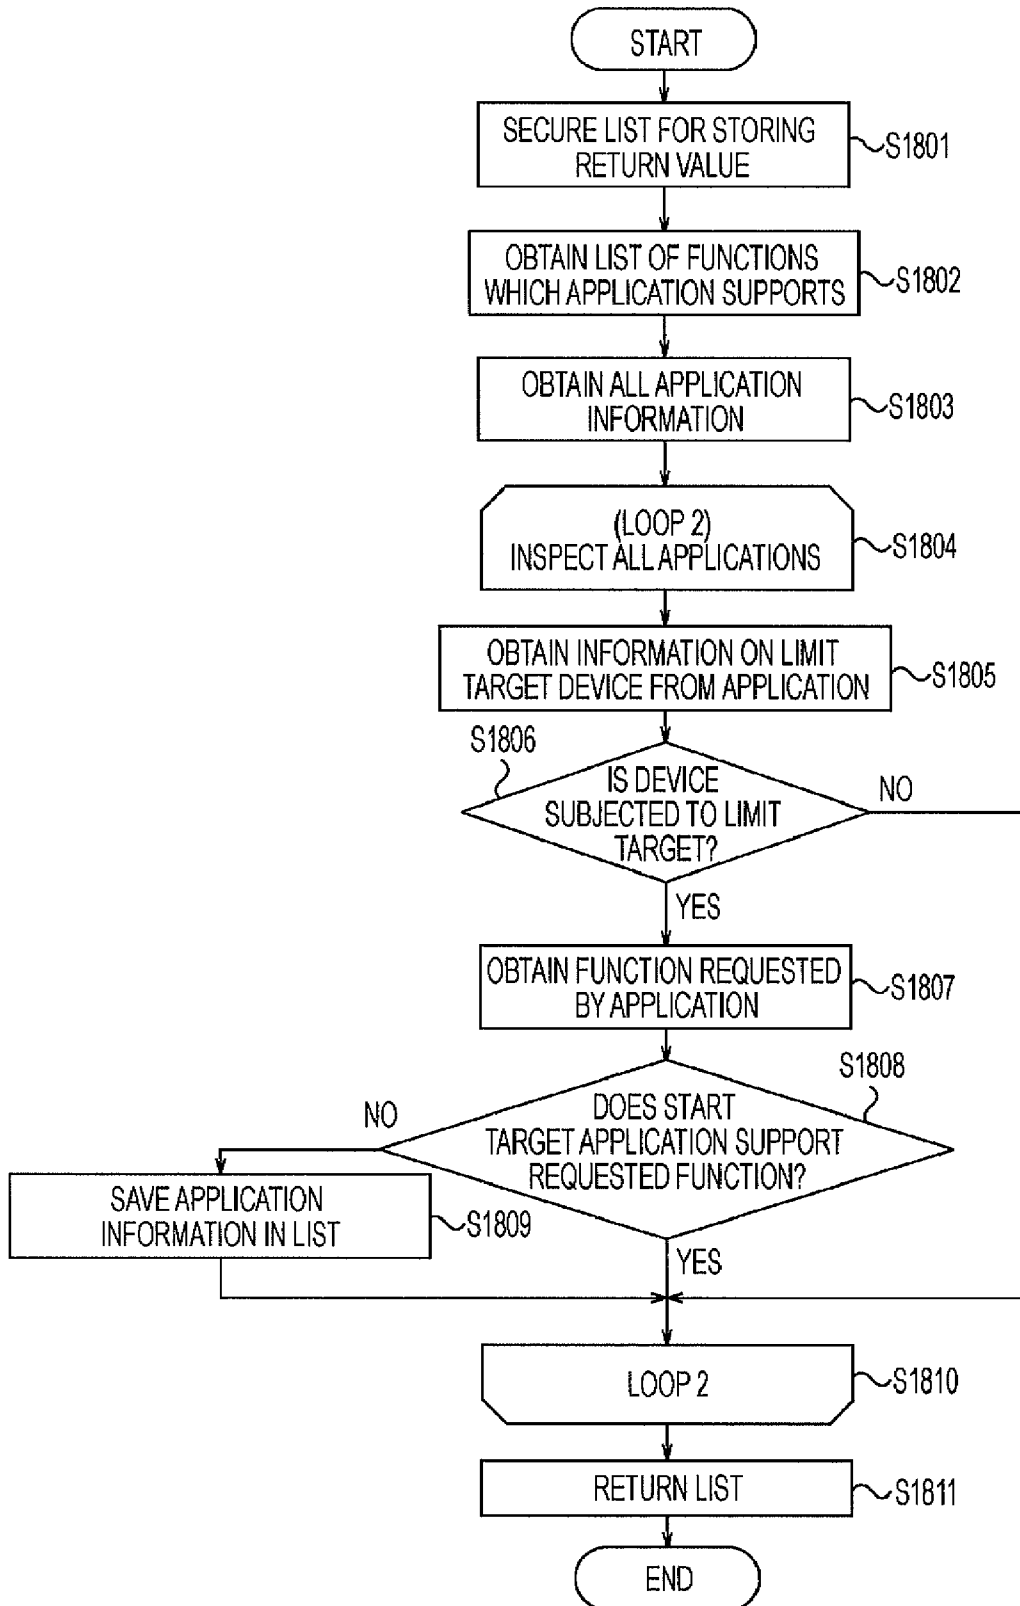 START
SECURE LIST FOR STORING
RETURN VALUE
S1801
OBTAIN LIST OF FUNCTIONS
WHICH APPLICATION SUPPORTS
S1802
OBTAIN ALL APPLICATION
INFORMATION
S1803
(LOOP 2)
INSPECT ALL APPLICATIONS
S1804
OBTAIN INFORMATION ON LIMIT
TARGET DEVICE FROM APPLICATION
S1805
S1806
IS DEVICE
SUBJECTED TO LIMIT
TARGET?
NO
YES
OBTAIN FUNCTION REQUESTED
BY APPLICATION
S1807
S1808
DOES START
TARGET APPLICATION SUPPORT
REQUESTED FUNCTION?
NO
SAVE APPLICATION
INFORMATION IN LIST
S1809
YES
LOOP 2
S1810
RETURN LIST
S1811
END